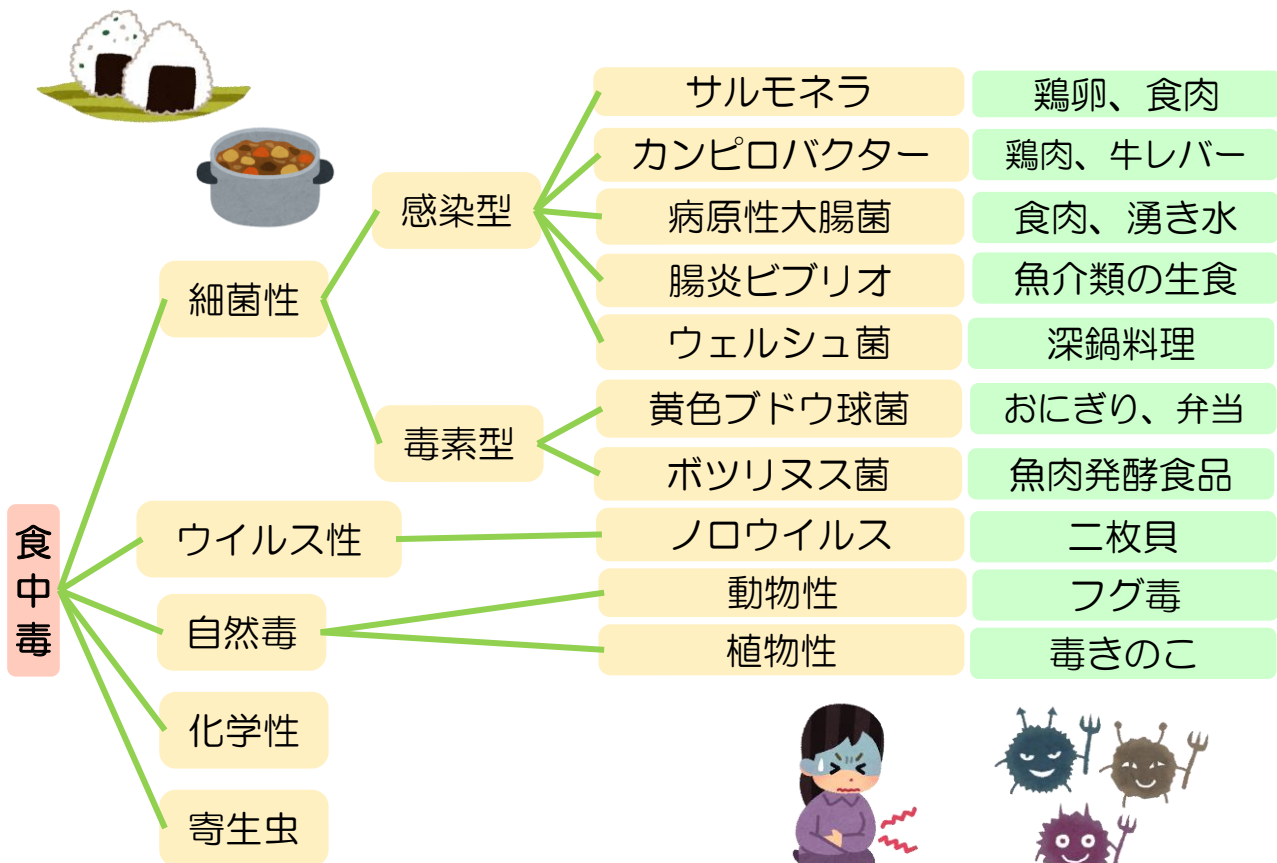 食中毒
細菌性
感染型
サルモネラ
鶏卵、食肉
カンピロバクター
鶏肉、牛レバー
病原性大腸菌
食肉、湧き水
腸炎ビブリオ
魚介類の生食
ウェルシュ菌
深鍋料理
毒素型
黄色ブドウ球菌
おにぎり、弁当
ボツリヌス菌
魚肉発酵食品
ウイルス性
ノロウイルス
二枚貝
自然毒
動物性
フグ毒
植物性
毒きのこ
化学性
寄生虫